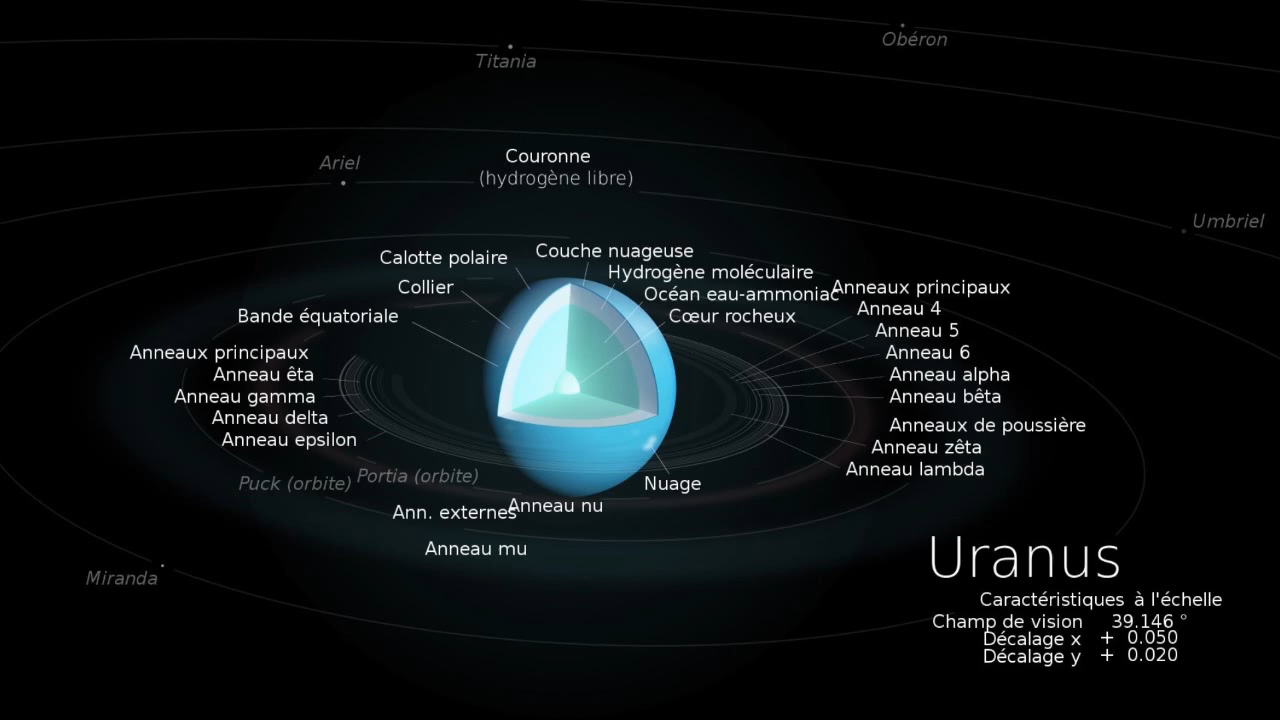 Obéron
Titania
Couronne
(hydrogène libre)
Ariel
Umbriel
Calotte polaire
Couche nuageuse
Collier
Hydrogène moléculaire
Océan eau-ammoniac
Bande équatoriale
Cœur rocheux
Anneaux principaux
Anneau 4
Anneau 5
Anneau 6
Anneau alpha
Anneau bêta
Anneaux principaux
Anneau êta
Anneau gamma
Anneau delta
Anneau epsilon
Anneaux de poussière
Anneau zêta
Anneau lambda
Puck (orbite)
Portia (orbite)
Nuage
Ann. externes
Anneau nu
Anneau mu
Miranda
Uranus
Caractéristiques à l'échelle
Champ de vision 39.146 °
Décalage x + 0.050
Décalage y + 0.020